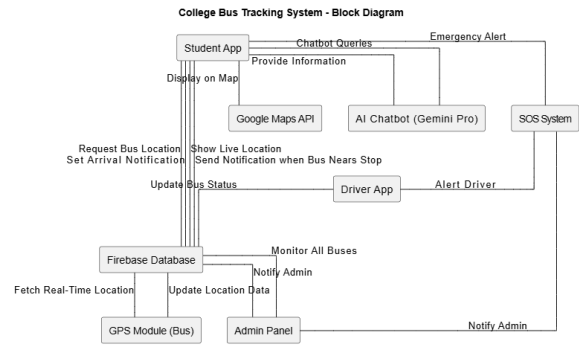 College Bus Tracking System - Block Diagram
Emergency Alert
Student App
Chatbot Queries
Provide Information
Display on Map
Google Maps API
AI Chatbot (Gemini Pro)
SOS System
Request Bus Location
Show Live Location
Set Arrival Notification
Send Notification when Bus Nears Stop
Update Bus Status
Driver App
Alert Driver
Monitor All Buses
Firebase Database
Notify Admin
Fetch Real-Time Location
Update Location Data
GPS Module (Bus)
Admin Panel
Notify Admin